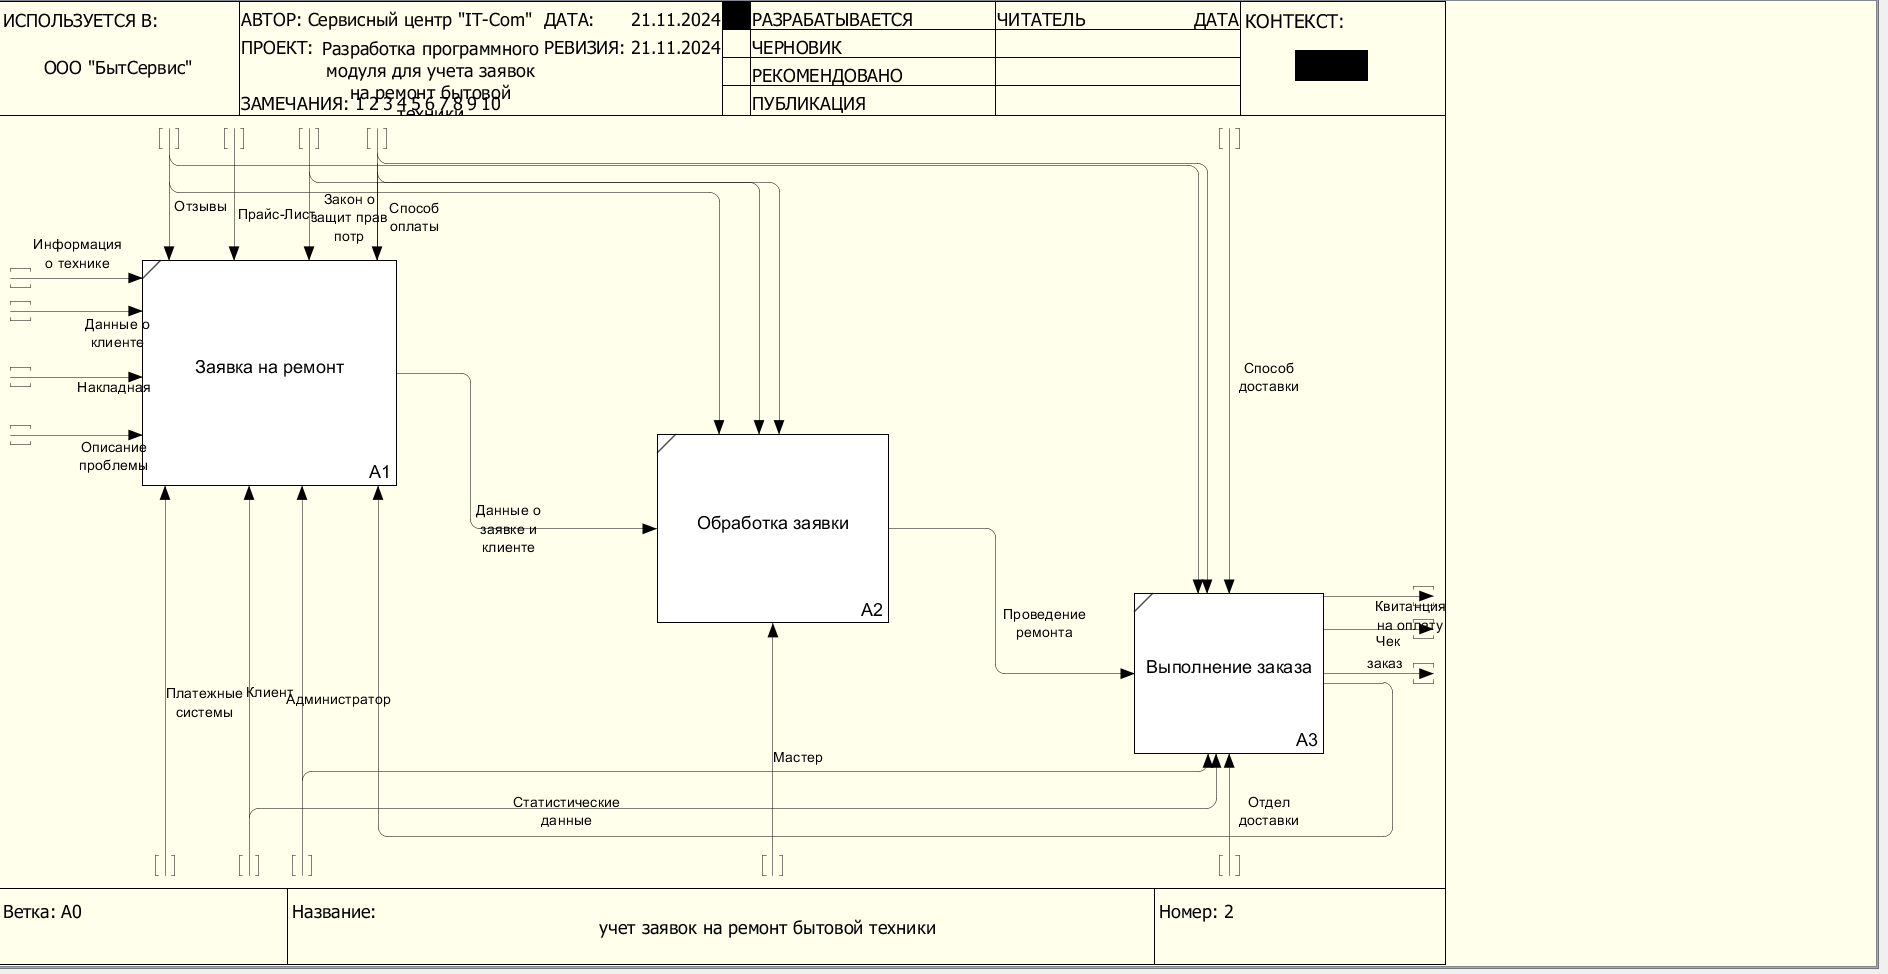 ИСПОЛЬЗУЕТСЯ В:
ООО "БытСервис"
АВТОР: Сервисный центр "IT-Com"
ДАТА: 21.11.2024
ПРОЕКТ: Разработка программного
модуля для учета заявок
на ремонт бытовой
техники
РЕВИЗИЯ: 21.11.2024
ЗАМЕЧАНИЯ: 1 2 3 4 5 6 7 8 9 10
РАЗРАБАТЫВАЕТСЯ
ЧЕРНОВИК
РЕКОМЕНДОВАНО
ПУБЛИКАЦИЯ
ЧИТАТЕЛЬ
ДАТА
КОНТЕКСТ:
Отзывы
Прайс-Лист
Закон о
защит прав
потр
Способ
оплаты
Информация
о технике
Данные о
клиенте
Накладная
Описание
проблемы
Заявка на ремонт
A1
Способ
доставки
Данные о
заявке и
клиенте
Обработка заявки
A2
Проведение
ремонта
Квитанция
на оплату
Чек
заказ
Выполнение заказа
A3
Платежные
системы
Клиент
Администратор
Мастер
Статистические
данные
Отдел
доставки
Ветка: A0
Название:
учет заявок на ремонт бытовой техники
Номер: 2